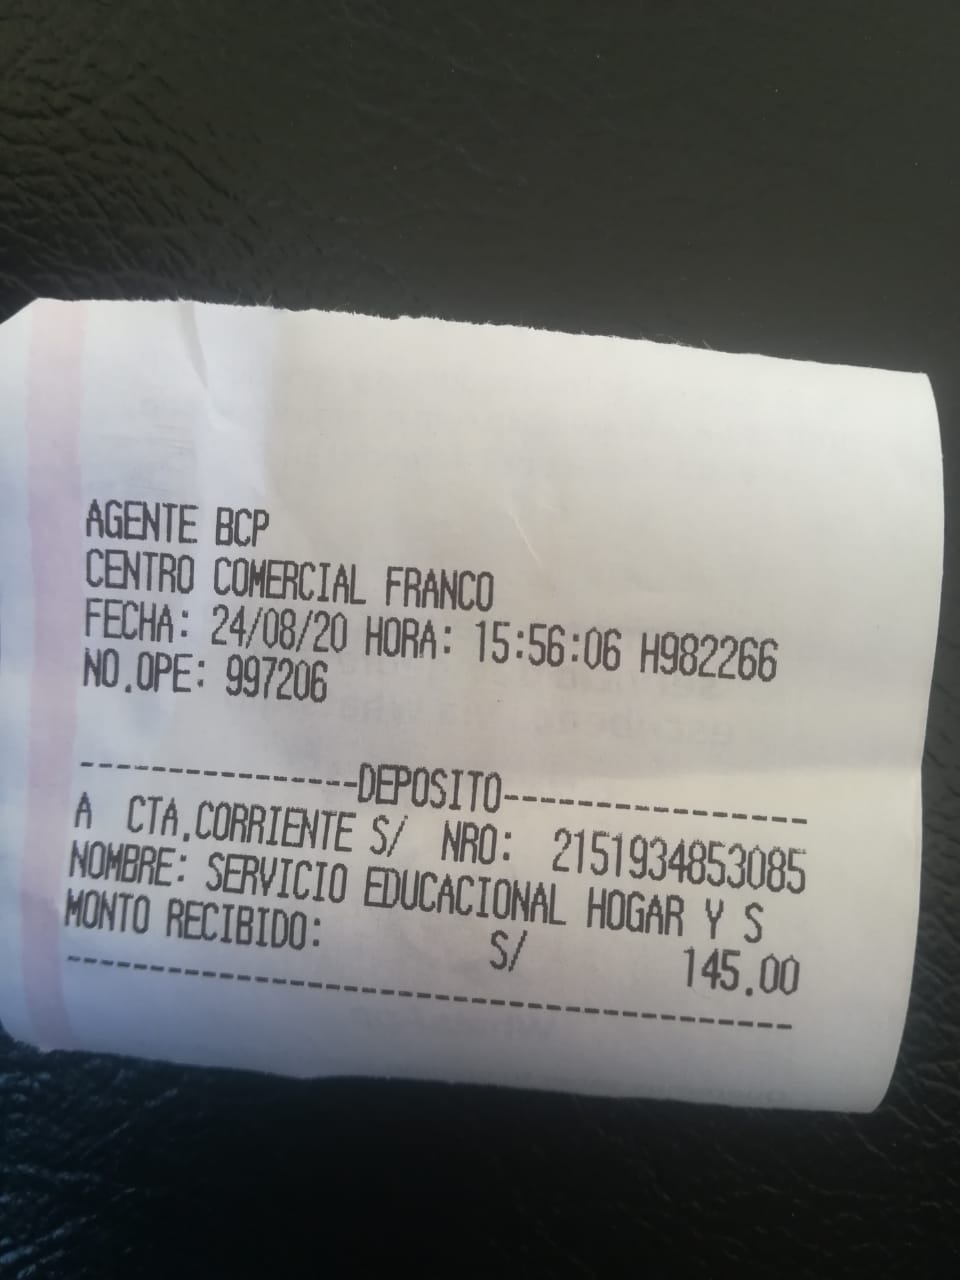 AGENTE BCP
CENTRO COMERCIAL FRANCO
FECHA: 24/08/20 HORA: 15:56:06 H982266
NO.OPE: 997206
----------------DEPOSITO----------------
A CTA.CORRIENTE S/ NRO: 2151934853085
NOMBRE: SERVICIO EDUCACIONAL HOGAR Y S
MONTO RECIBIDO: S/ 145.00
----------------------------------------